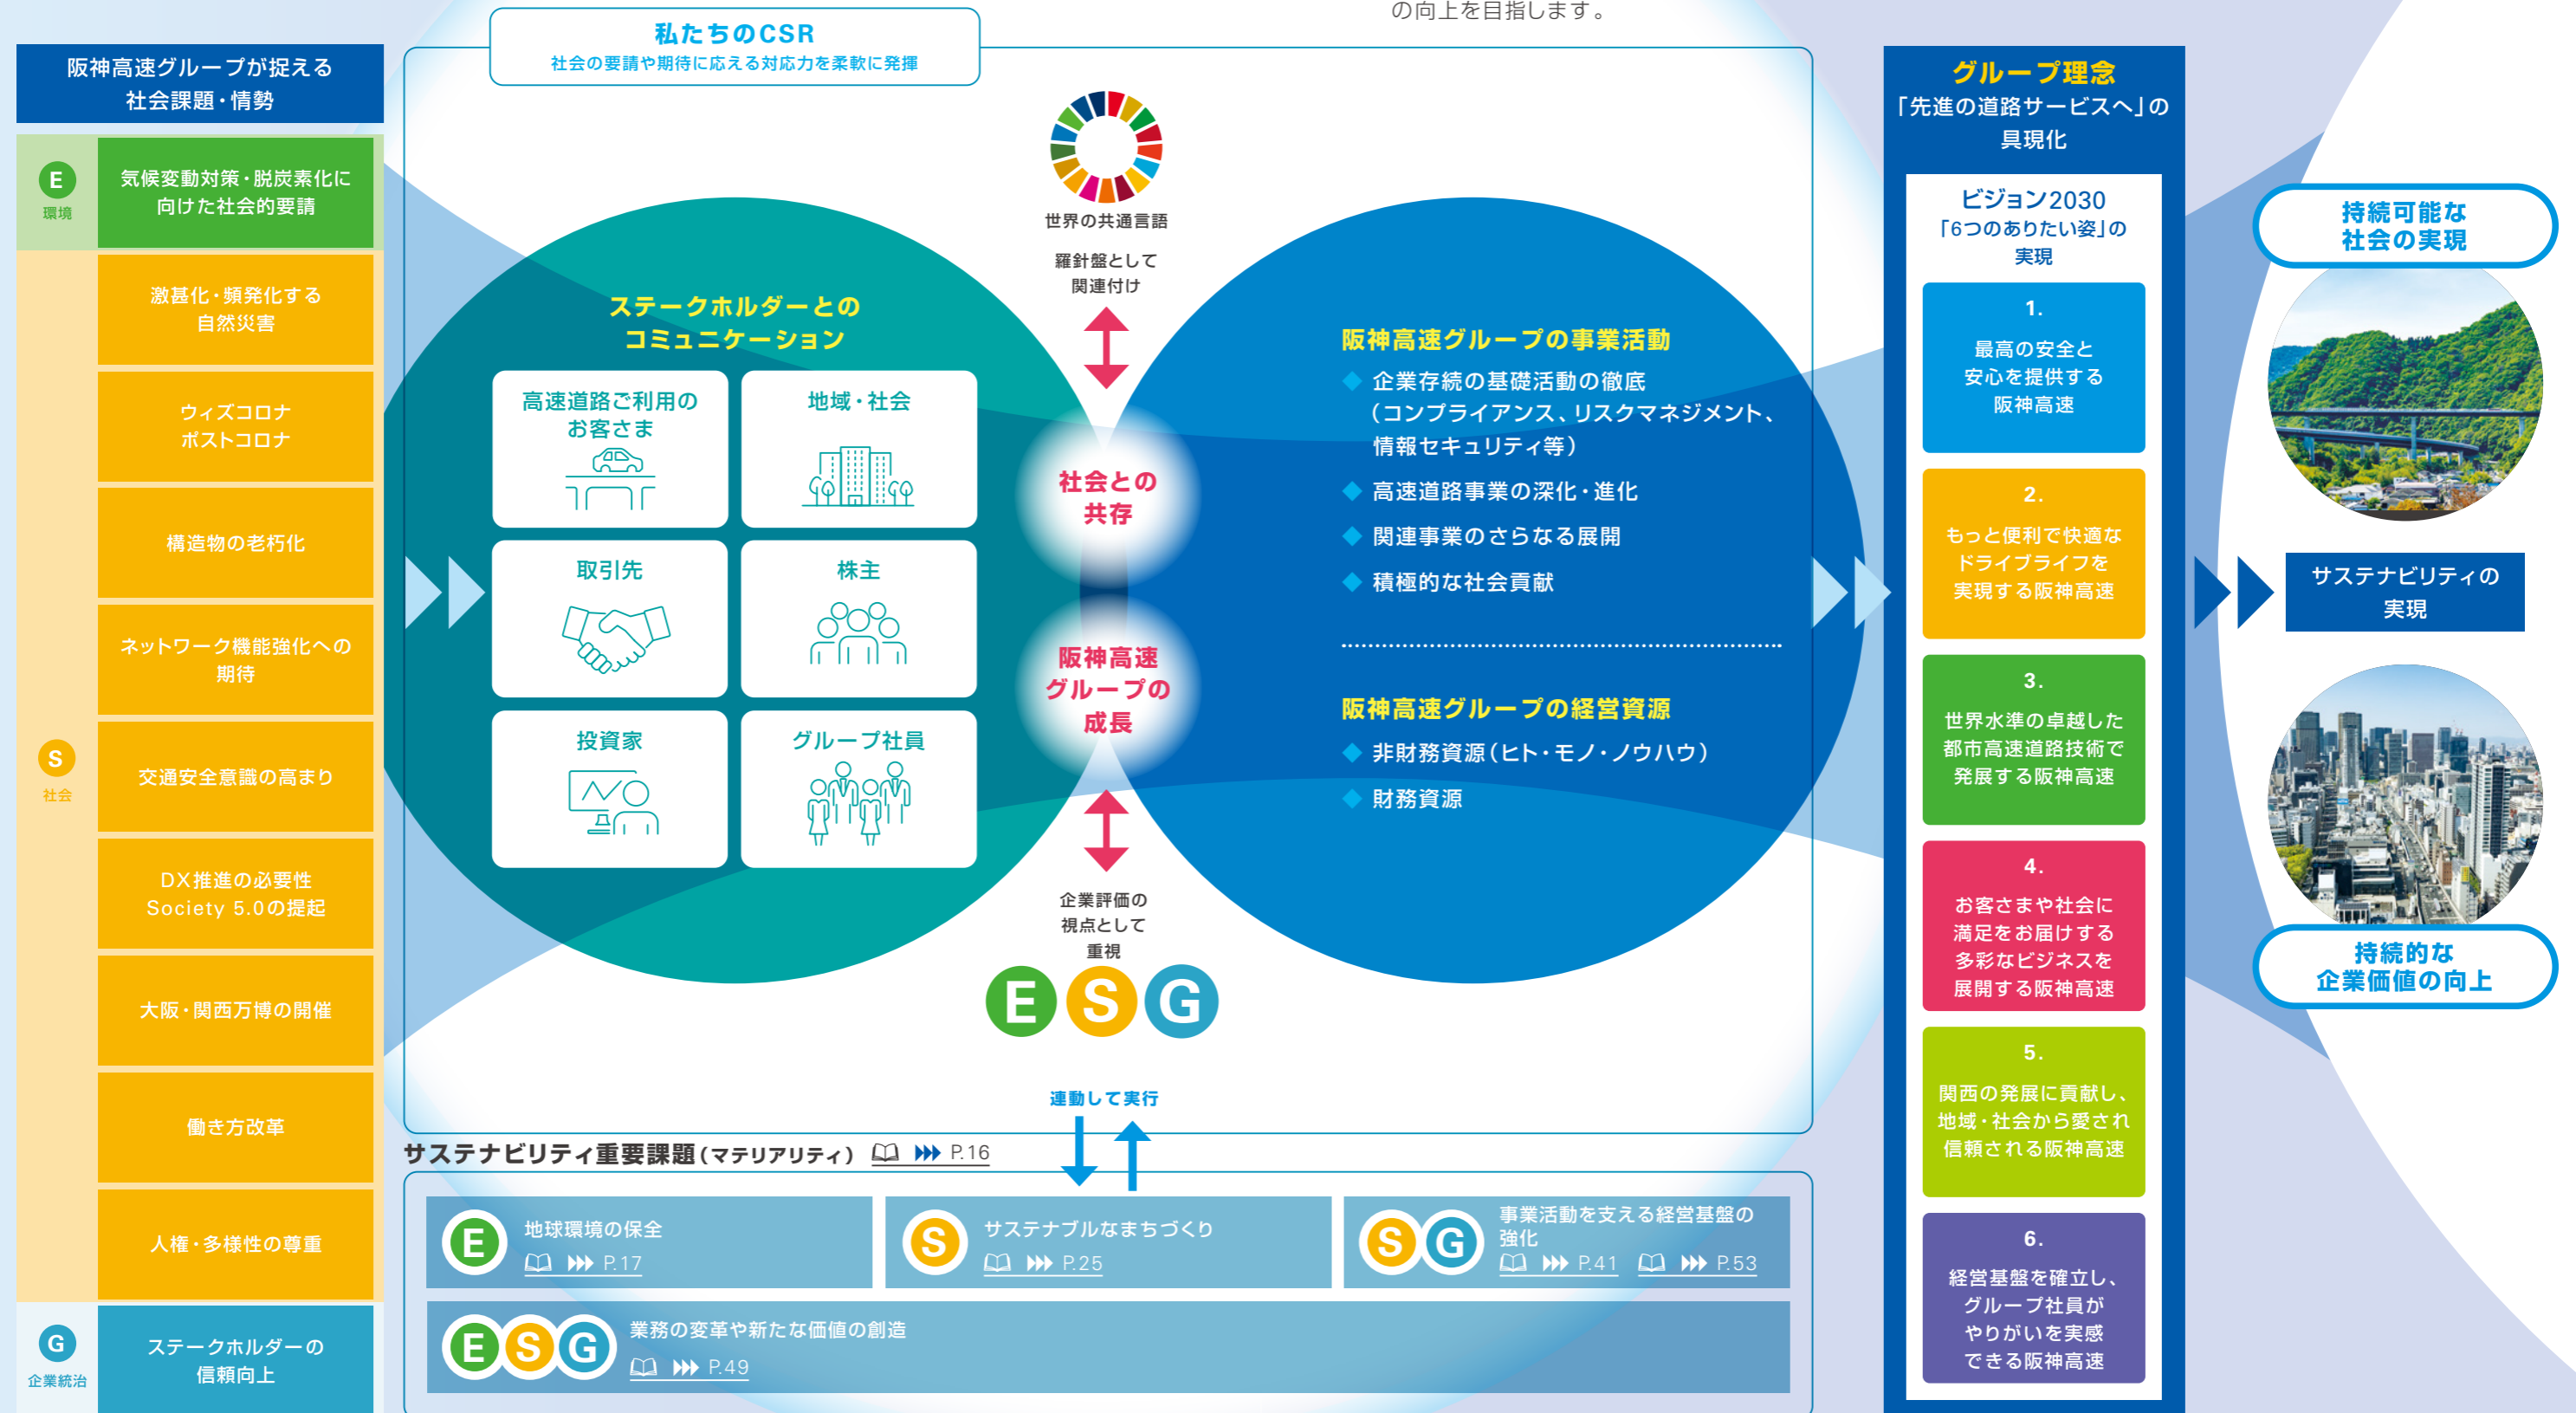 の向上を目指します。
阪神高速グループが捉える
社会課題・情勢
E
環境
気候変動対策・脱炭素化に
向けた社会的要請
S
社会
激甚化・頻発化する
自然災害
ウィズコロナ
ポストコロナ
構造物の老朽化
ネットワーク機能強化への
期待
交通安全意識の高まり
DX推進の必要性
Society 5.0の提起
大阪・関西万博の開催
働き方改革
人権・多様性の尊重
G
企業統治
ステークホルダーの
信頼向上
私たちのCSR
社会の要請や期待に応える対応力を柔軟に発揮
ステークホルダーとの
コミュニケーション
高速道路ご利用の
お客さま
地域・社会
取引先
株主
投資家
グループ社員
世界の共通言語
羅針盤として
関連付け
社会との
共存
阪神高速
グループの
成長
企業評価の
視点として
重視
E S G
阪神高速グループの事業活動
◆ 企業存続の基礎活動の徹底
（コンプライアンス、リスクマネジメント、
情報セキュリティ等）
◆ 高速道路事業の深化・進化
◆ 関連事業のさらなる展開
◆ 積極的な社会貢献
阪神高速グループの経営資源
◆ 非財務資源（ヒト・モノ・ノウハウ）
◆ 財務資源
連動して実行
サステナビリティ重要課題（マテリアリティ） P.16
E
地球環境の保全
P.17
S
サステナブルなまちづくり
P.25
S G
事業活動を支える経営基盤の
強化
P.41 P.53
E S G
業務の変革や新たな価値の創造
P.49
グループ理念
「先進の道路サービスへ」の
具現化
ビジョン2030
「6つのありたい姿」の
実現
1.
最高の安全と
安心を提供する
阪神高速
2.
もっと便利で快適な
ドライブライフを
実現する阪神高速
3.
世界水準の卓越した
都市高速道路技術で
発展する阪神高速
4.
お客さまや社会に
満足をお届けする
多彩なビジネスを
展開する阪神高速
5.
関西の発展に貢献し、
地域・社会から愛され
信頼される阪神高速
6.
経営基盤を確立し、
グループ社員が
やりがいを実感
できる阪神高速
持続可能な
社会の実現
サステナビリティの
実現
持続的な
企業価値の向上